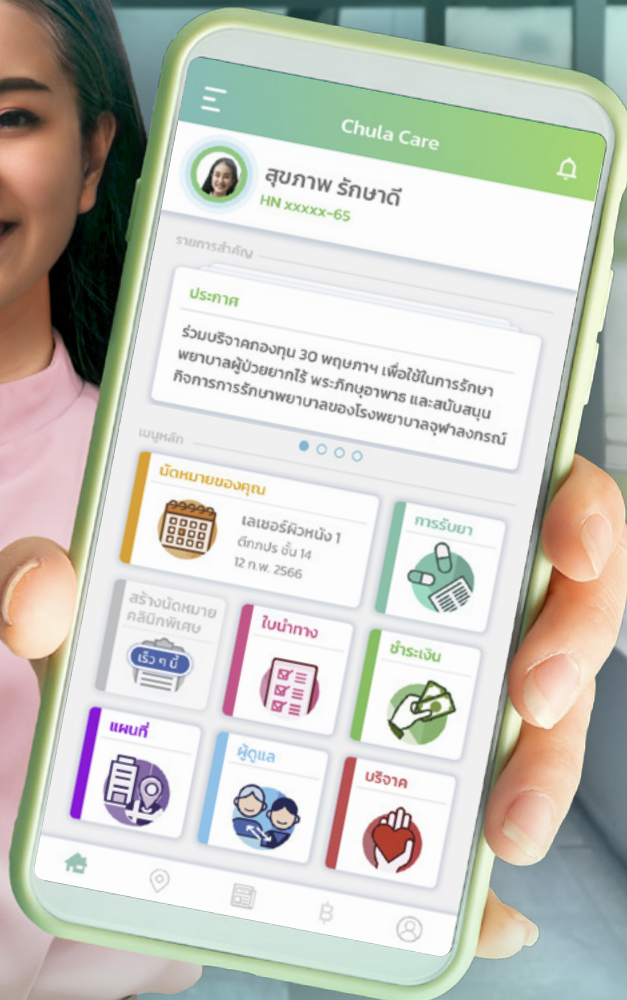 Chula Care
สุขภาพ รักษาดี
HN xxxxx-65
รายการสำคัญ
ประกาศ
ร่วมบริจาคกองทุน 30 พฤษภาฯ เพื่อใช้ในการรักษา
พยาบาลผู้ป่วยยากไร้ พระภิกษุอาพาธ และสนับสนุน
กิจการการรักษาพยาบาลของโรงพยาบาลจุฬาลงกรณ์
เมนูหลัก
นัดหมายของคุณ
เลเซอร์ผิวหนัง 1
ตึกภปร ชั้น 14
12 ก.พ. 2566
การรับยา
สร้างนัดหมาย
คลินิกพิเศษ
เร็ว ๆ นี้
ใบนำทาง
ชำระเงิน
แผนที่
ผู้ดูแล
บริจาค
฿